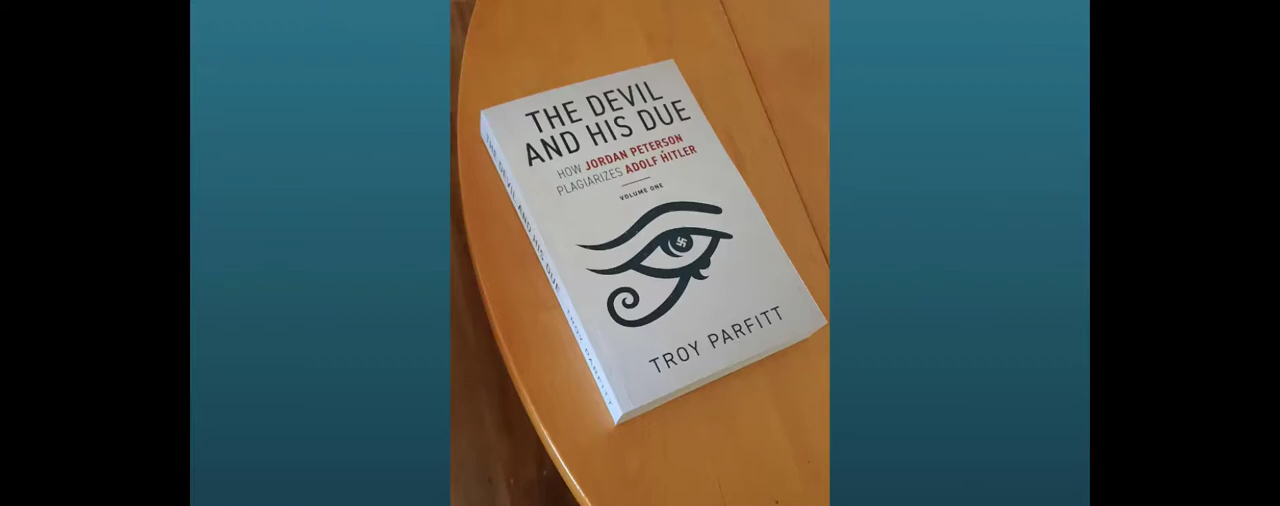 THE DEVIL
AND HIS DUE
HOW JORDAN PETERSON
PLAGIARIZES ADOLF HITLER
VOLUME ONE
TROY PARFITT
THE DEVIL AND HIS DUE TROY PARFITT